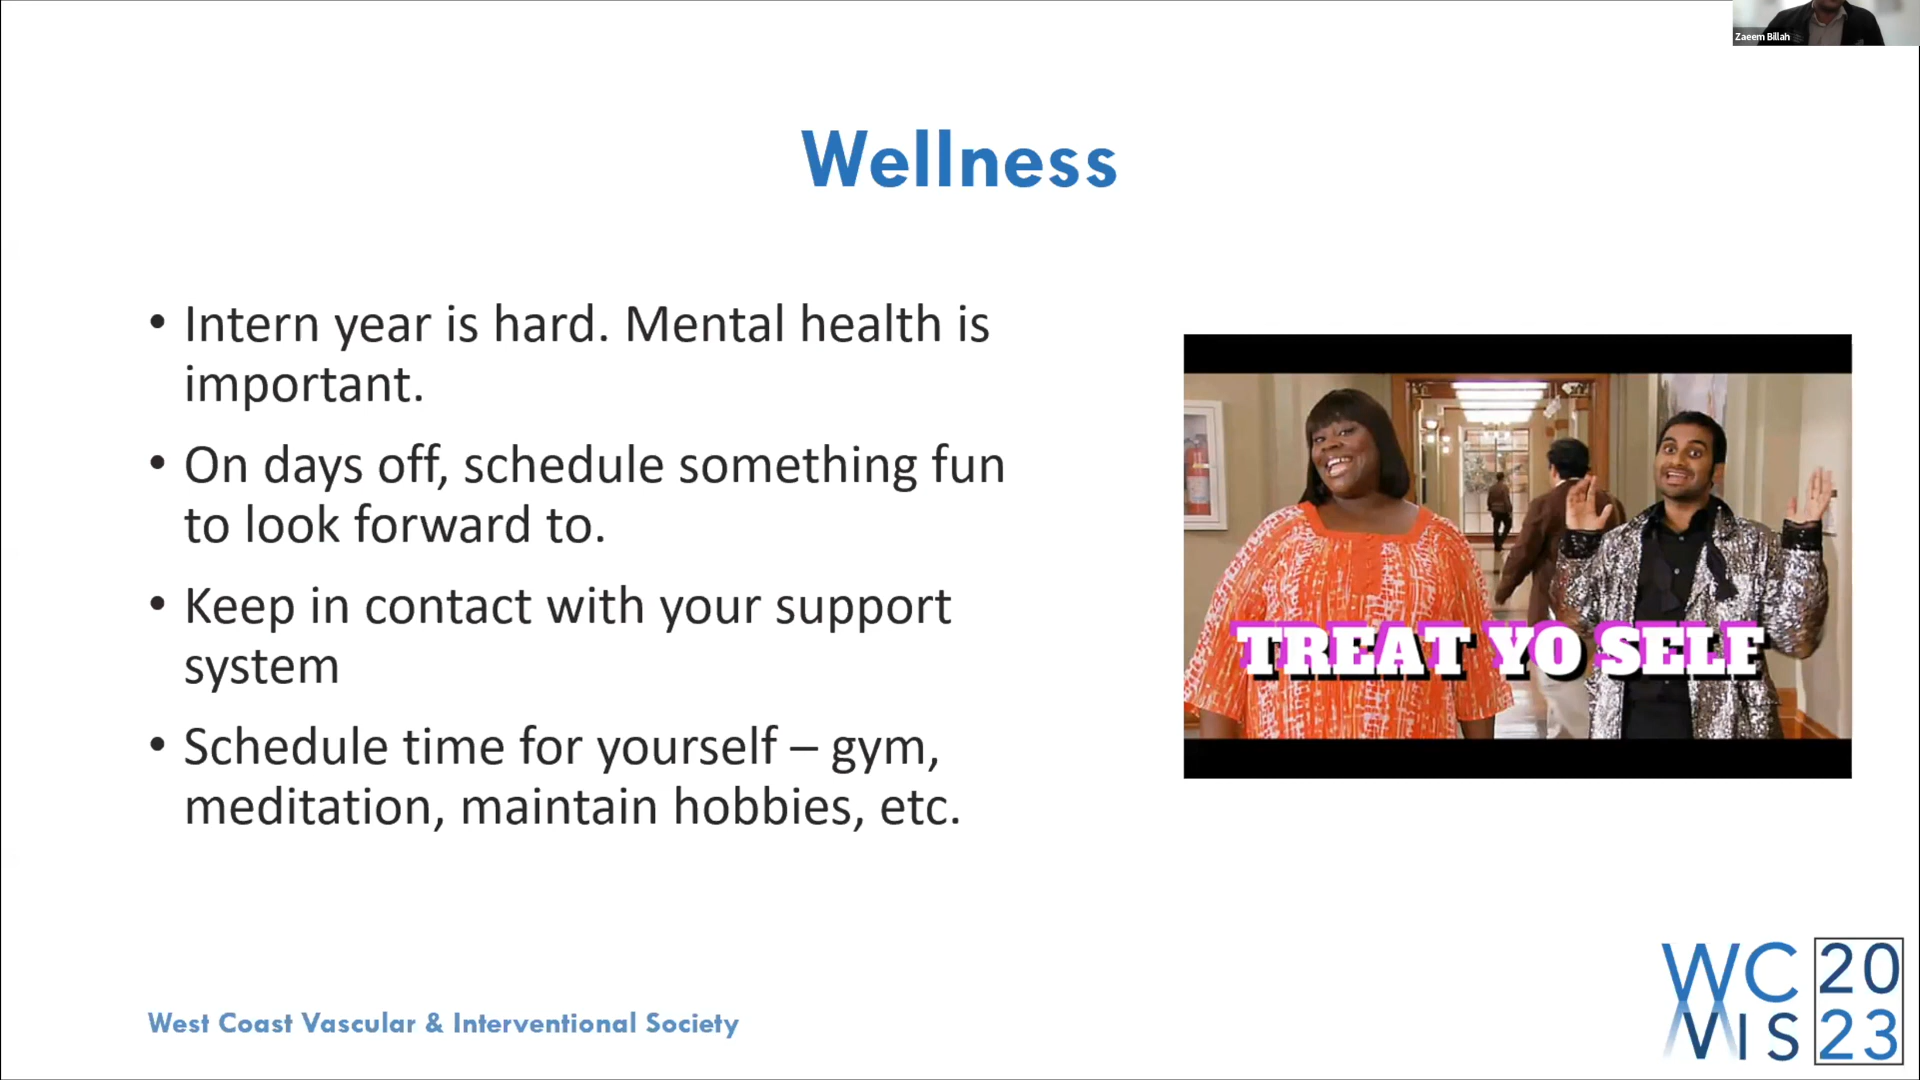 Zaeem Billah
Wellness
• Intern year is hard. Mental health is
important.
• On days off, schedule something fun
to look forward to.
• Keep in contact with your support
system
• Schedule time for yourself – gym,
meditation, maintain hobbies, etc.
TREAT YO SELF
West Coast Vascular & Interventional Society
WC 20
VIS 23